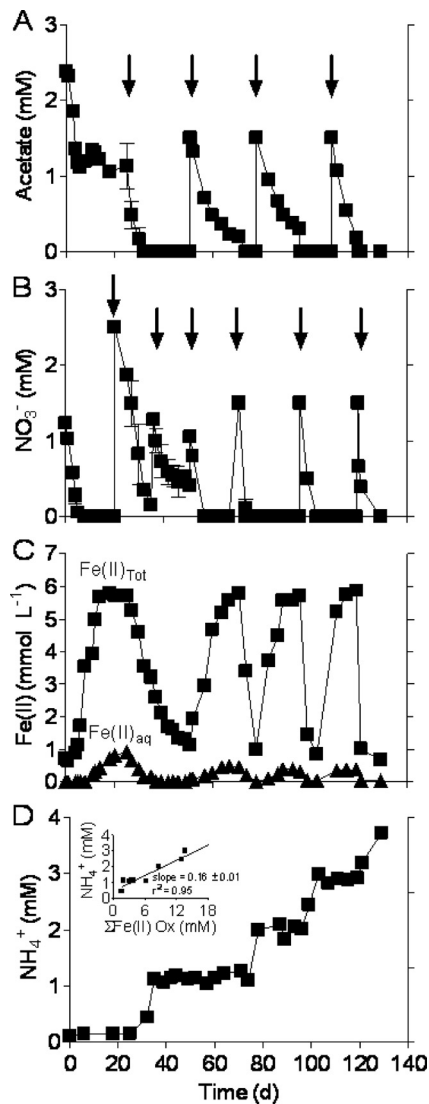 A
3
2
1
0
Acetate (mM)
B
3
2
1
0
NO₃⁻ (mM)
C
7
6
5
4
3
2
1
0
Fe(II) (mmol L⁻¹)
Fe(II)Tot
Fe(II)aq
D
4
3
2
1
0
NH₄⁺ (mM)
4
3
2
1
0
NH₄⁺ (mM)
slope = 0.16 ±0.01
r² = 0.95
0 6 12 18
ΣFe(II) Ox (mM)
0 20 40 60 80 100 120 140
Time (d)